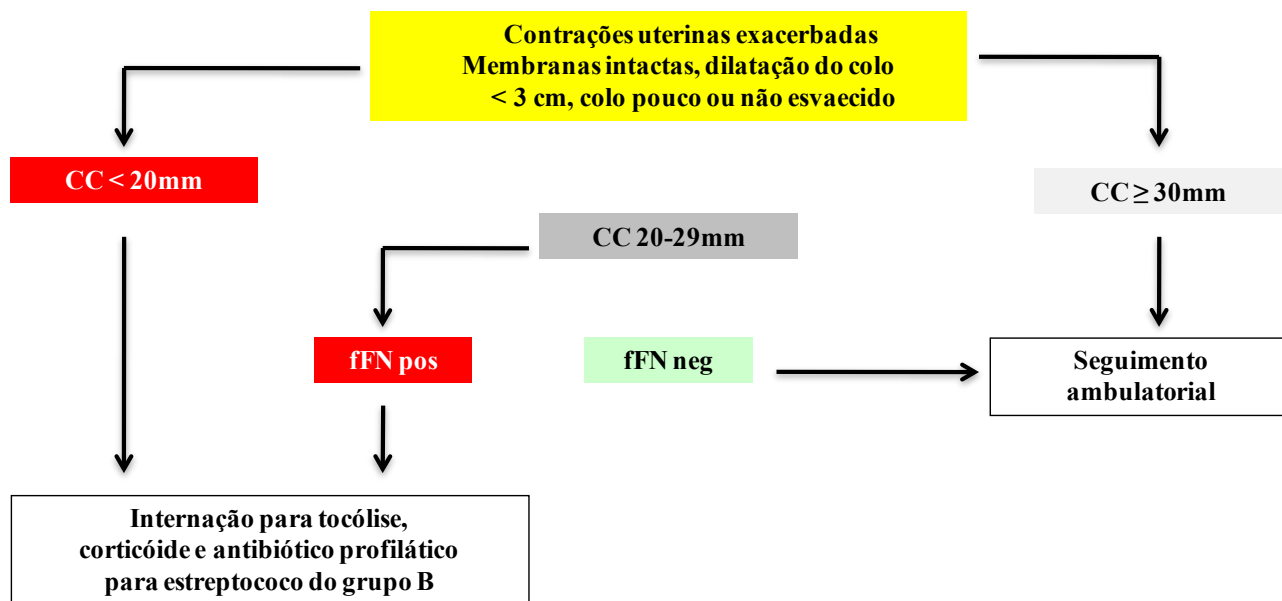 Contrações uterinas exacerbadas
Membranas intactas, dilatação do colo
< 3 cm, colo pouco ou não esvaecido
CC < 20mm
CC ≥ 30mm
CC 20-29mm
fFN pos
fFN neg
Seguimento
ambulatorial
Internação para tocólise,
corticóide e antibiótico profilático
para estreptococo do grupo B